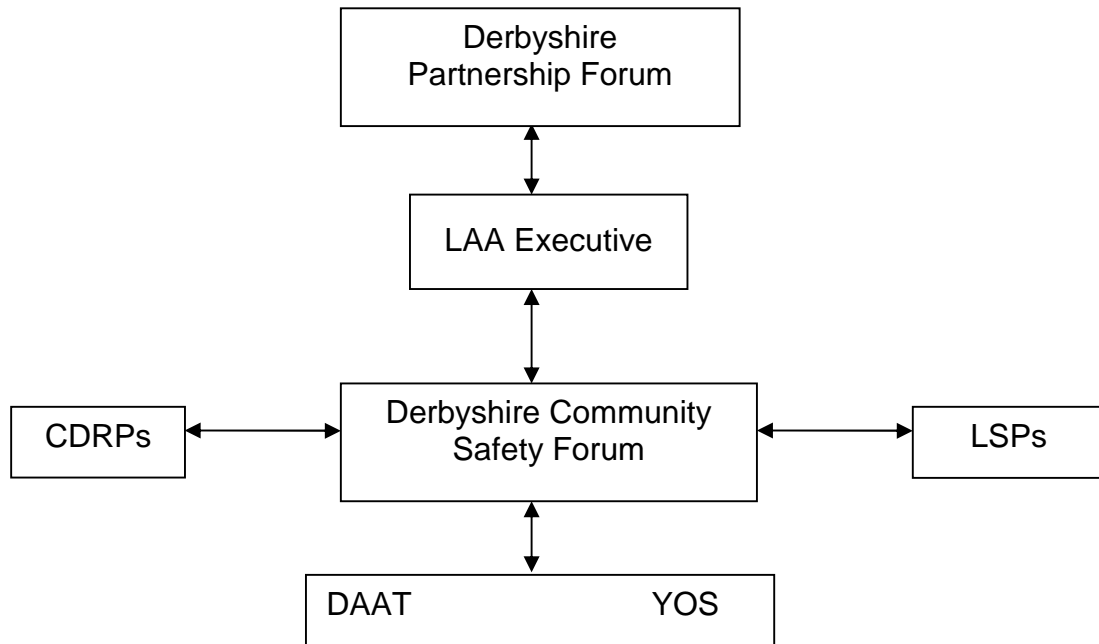 Derbyshire
Partnership Forum
LAA Executive
Derbyshire Community
Safety Forum
CDRPs
LSPs
DAAT YOS